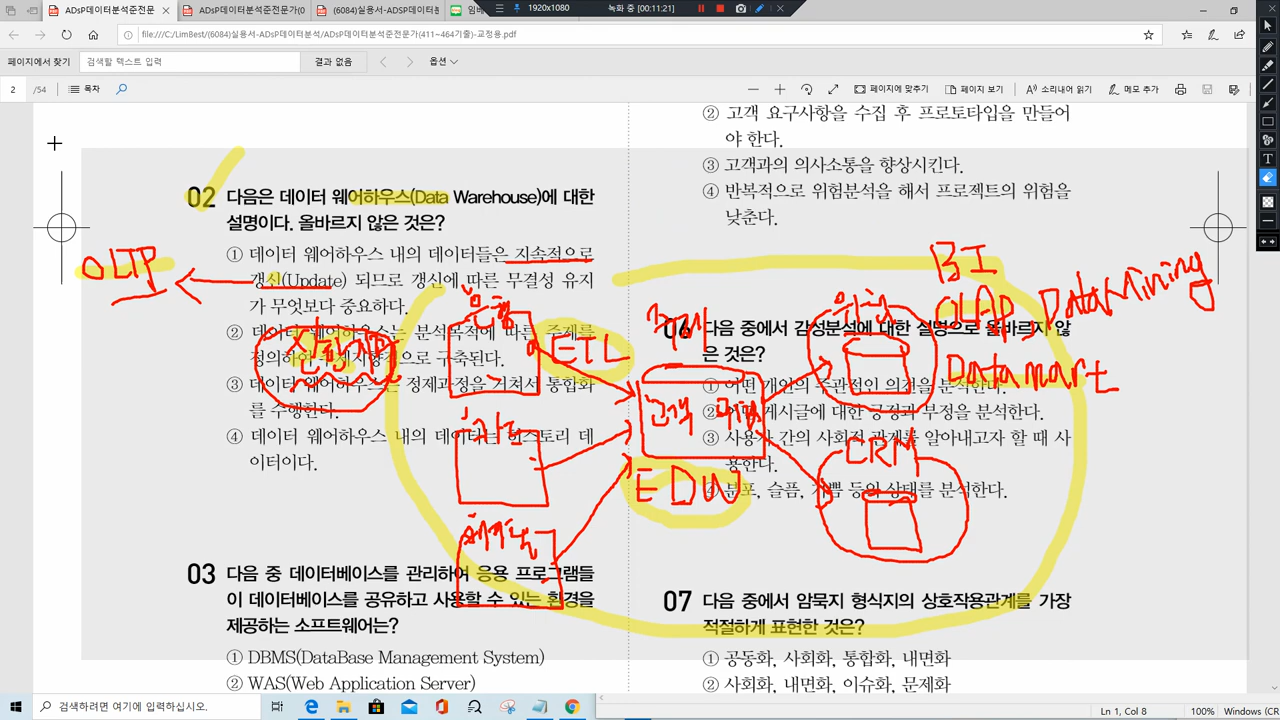 ADsP데이터분석준전문
ADsP데이터분석준전문가(0
(6084)실용서-ADSP데이터분
1920x1080
녹화 중 [00:11:21]
file:///C:/LimBest/(6084)실용서-ADsP데이터분석/ADsP데이터분석준전문가(411~464기출)-교정용.pdf
페이지에서 찾기
검색할 텍스트 입력
결과 없음
옵션
2
/54
목차
페이지에 맞추기
페이지 보기
소리내어 읽기
메모 추가
02 다음은 데이터 웨어하우스(Data Warehouse)에 대한
설명이다. 올바르지 않은 것은?
① 데이터 웨어하우스 내의 데이터들은 지속적으로
갱신(Update) 되므로 갱신에 따른 무결성 유지
가 무엇보다 중요하다.
② 데이터 웨어하우스는 분석목적에 따른 주제를
정의하여 주제지향적으로 구축된다.
③ 데이터 웨어하우스는 정제과정을 거쳐서 통합화
를 수행한다.
④ 데이터 웨어하우스 내의 데이터는 히스토리 데
이터이다.
03 다음 중 데이터베이스를 관리하여 응용 프로그램들
이 데이터베이스를 공유하고 사용할 수 있는 환경을
제공하는 소프트웨어는?
① DBMS(DataBase Management System)
② WAS(Web Application Server)
② 고객 요구사항을 수집 후 프로토타입을 만들어
야 한다.
③ 고객과의 의사소통을 향상시킨다.
④ 반복적으로 위험분석을 해서 프로젝트의 위험을
낮춘다.
06 다음 중에서 감성분석에 대한 설명으로 올바르지 않
은 것은?
① 어떤 개인의 주관적인 의견을 분석한다.
② 어떤 게시글에 대한 긍정과 부정을 분석한다.
③ 사용자 간의 사회적 관계를 알아내고자 할 때 사
용한다.
④ 분포, 슬픔, 기쁨 등의 상태를 분석한다.
07 다음 중에서 암묵지 형식지의 상호작용관계를 가장
적절하게 표현한 것은?
① 공동화, 사회화, 통합화, 내면화
② 사회화, 내면화, 이슈화, 문제화
OLTP
은행
ETL
카드
고객
EDW
위험
CRM
BI
OLAP
DataMining
Datamart
검색하려면 여기에 입력하십시오.
Ln 1, Col 8
100%
Windows (CR